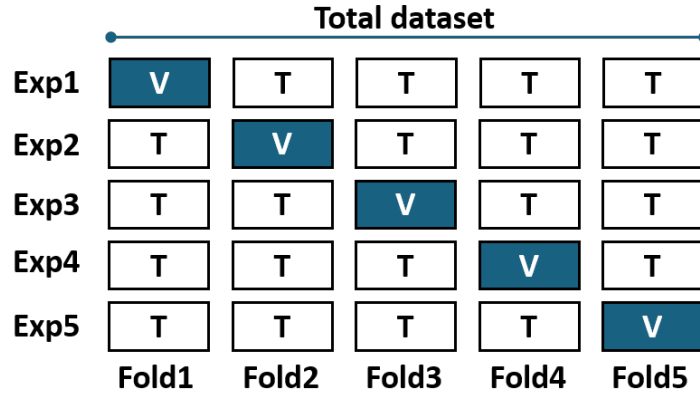 Total dataset
Exp1 V T T T T
Exp2 T V T T T
Exp3 T T V T T
Exp4 T T T V T
Exp5 T T T T V
Fold1 Fold2 Fold3 Fold4 Fold5